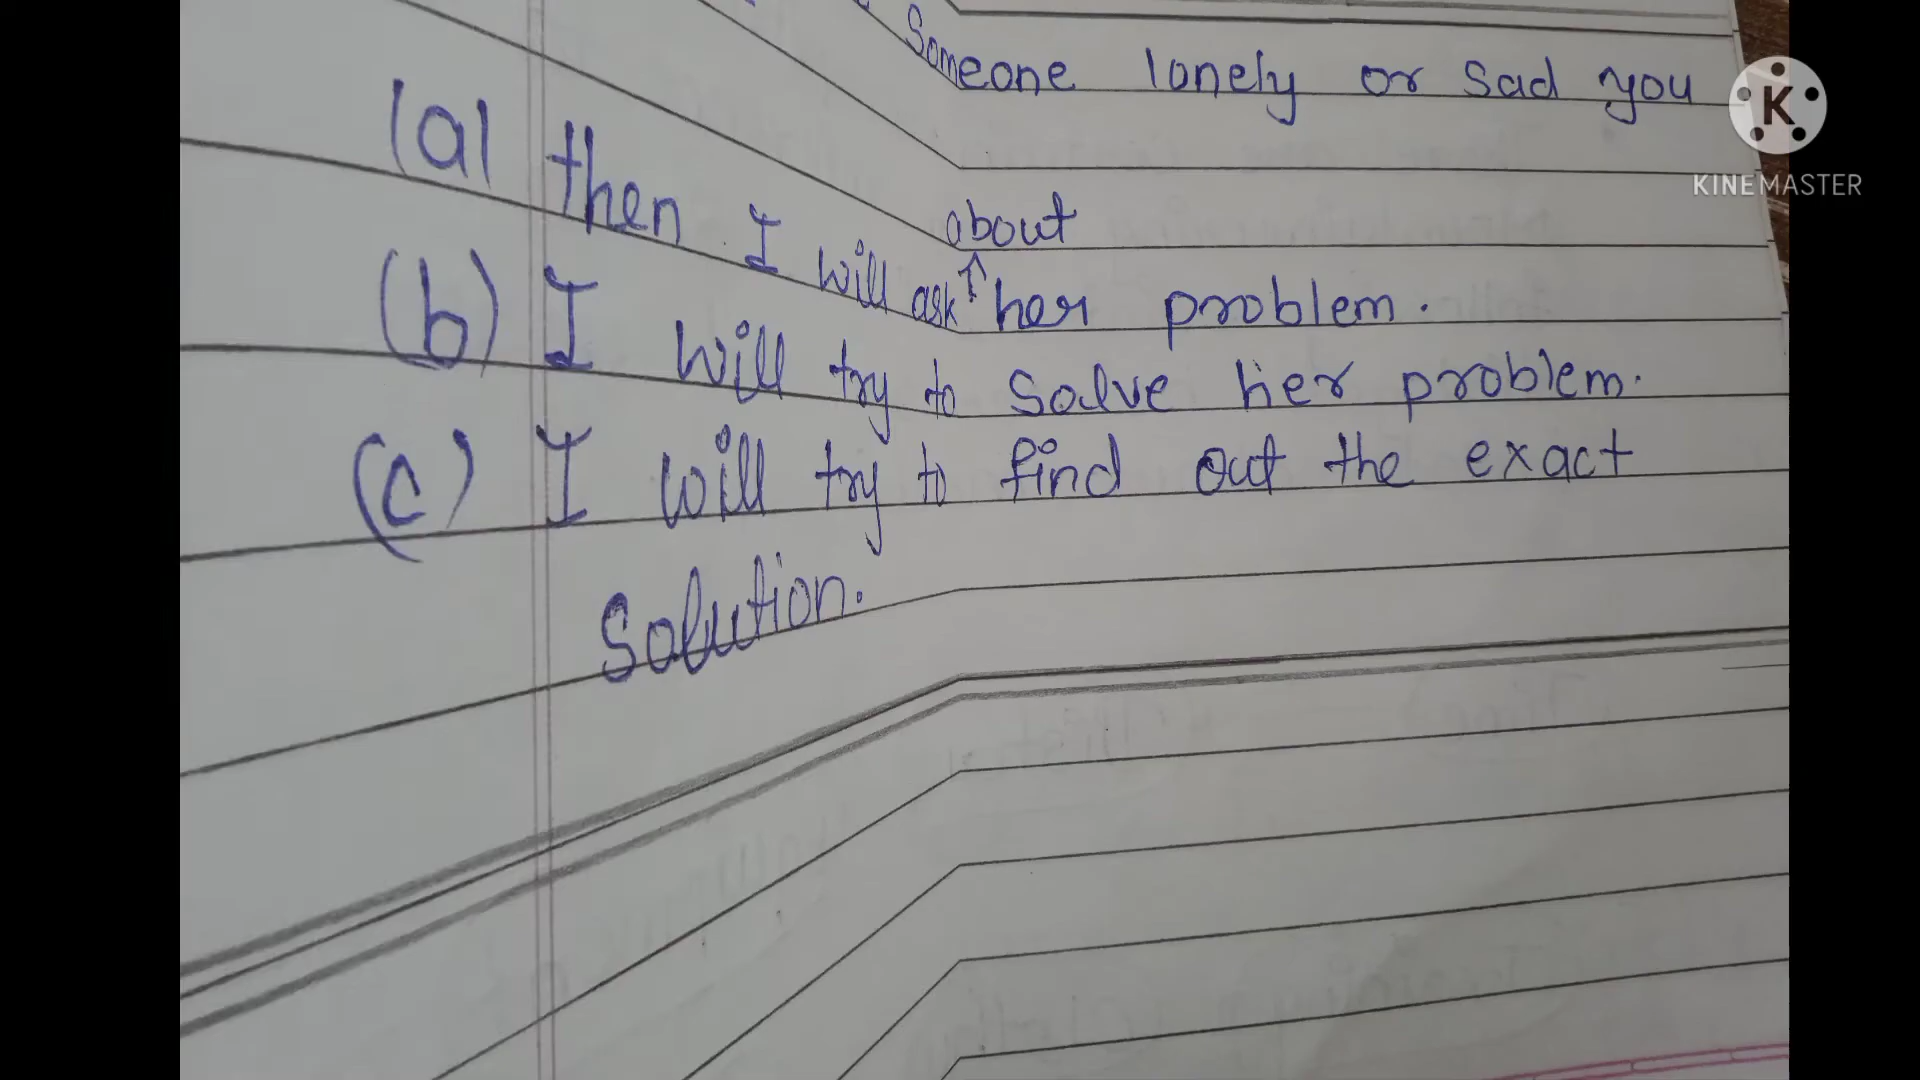 Someone lonely or sad you
(a) then I will ask about her problem.
(b) I will try to solve her problem.
(c) I will try to find out the exact
Solution.
KINEMASTER